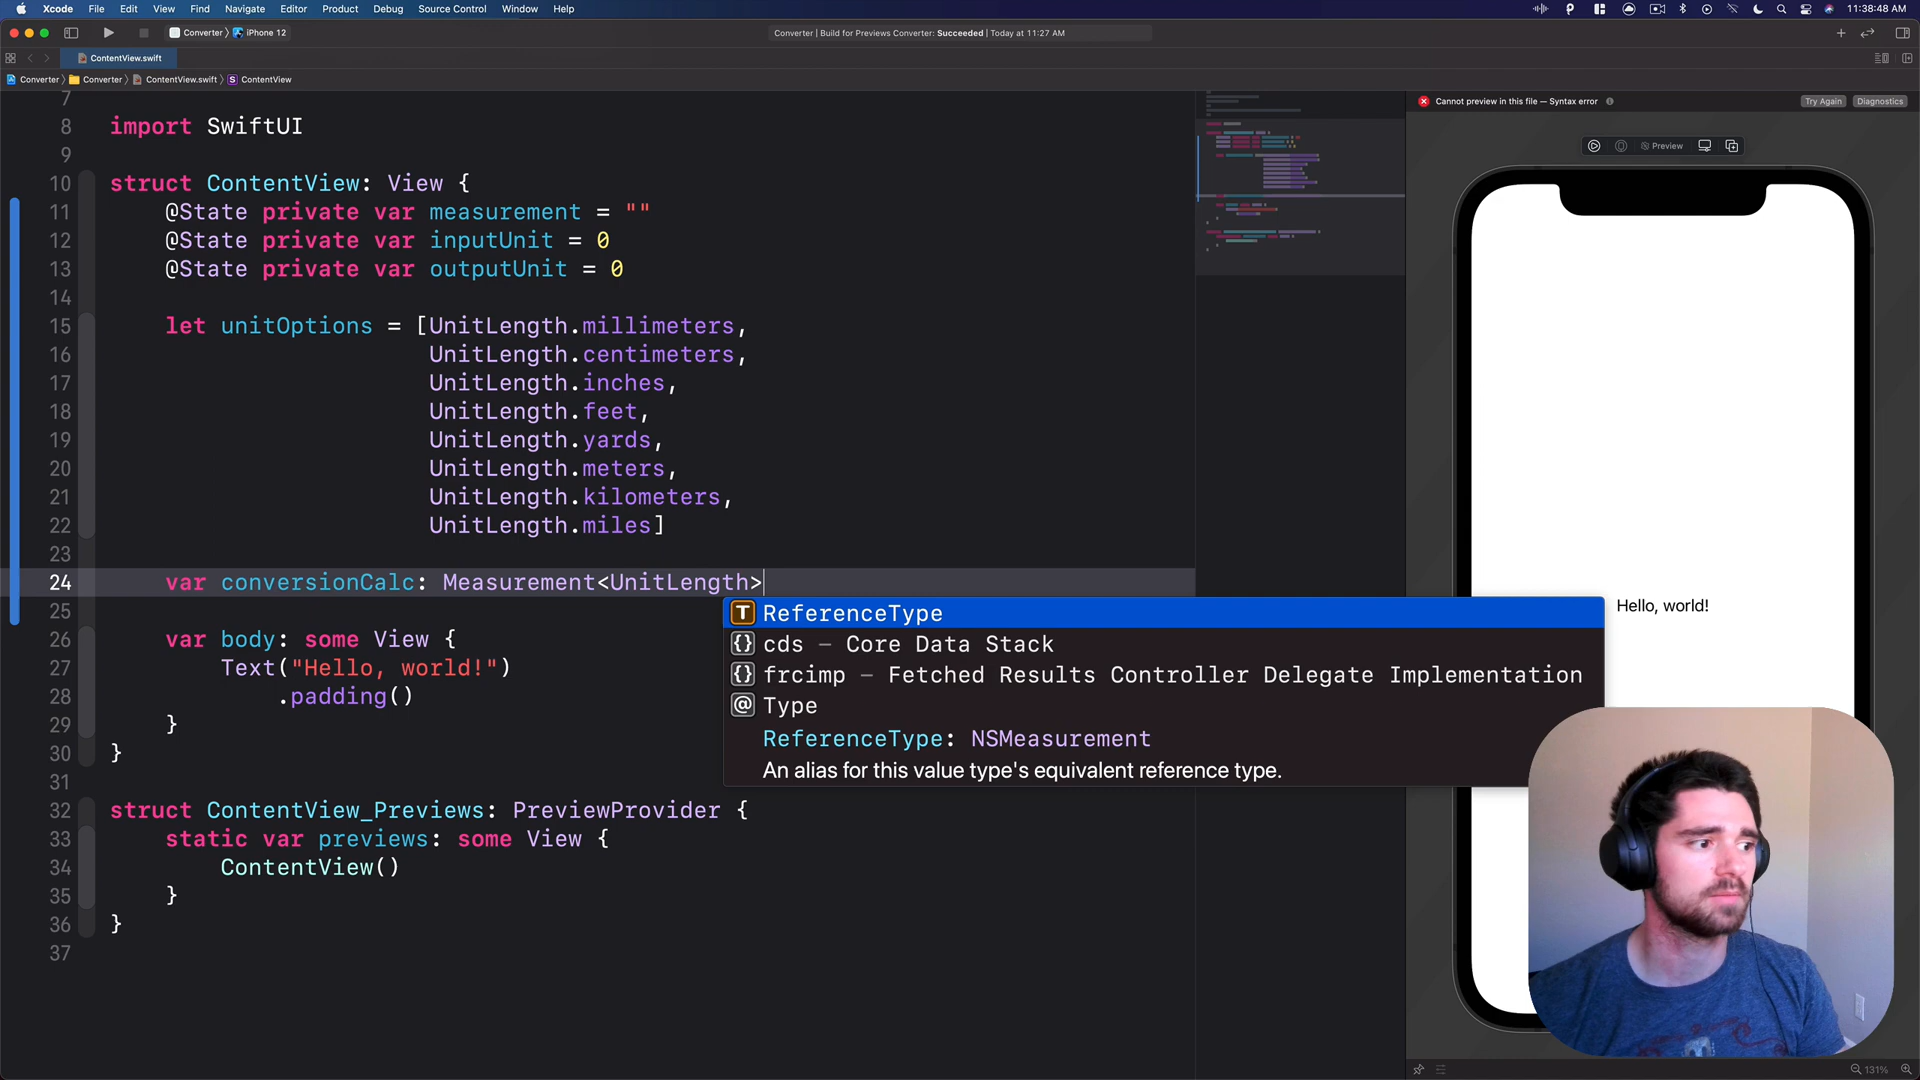 Xcode File Edit View Find Navigate Editor Product Debug Source Control Window Help 11:38:48 AM
Converter iPhone 12 Converter | Build for Previews Converter: Succeeded | Today at 11:27 AM
ContentView.swift
Converter Converter ContentView.swift S ContentView
7
8 import SwiftUI
9
10 struct ContentView: View {
11 @State private var measurement = ""
12 @State private var inputUnit = 0
13 @State private var outputUnit = 0
14
15 let unitOptions = [UnitLength.millimeters,
16 UnitLength.centimeters,
17 UnitLength.inches,
18 UnitLength.feet,
19 UnitLength.yards,
20 UnitLength.meters,
21 UnitLength.kilometers,
22 UnitLength.miles]
23
24 var conversionCalc: Measurement<UnitLength>
25
26 var body: some View {
27 Text("Hello, world!")
28 .padding()
29 }
30 }
31
32 struct ContentView_Previews: PreviewProvider {
33 static var previews: some View {
34 ContentView()
35 }
36 }
37
T ReferenceType
{} cds – Core Data Stack
{} frcimp – Fetched Results Controller Delegate Implementation
@ Type
ReferenceType: NSMeasurement
An alias for this value type's equivalent reference type.
Cannot preview in this file — Syntax error Try Again Diagnostics
Preview
Hello, world!
131%